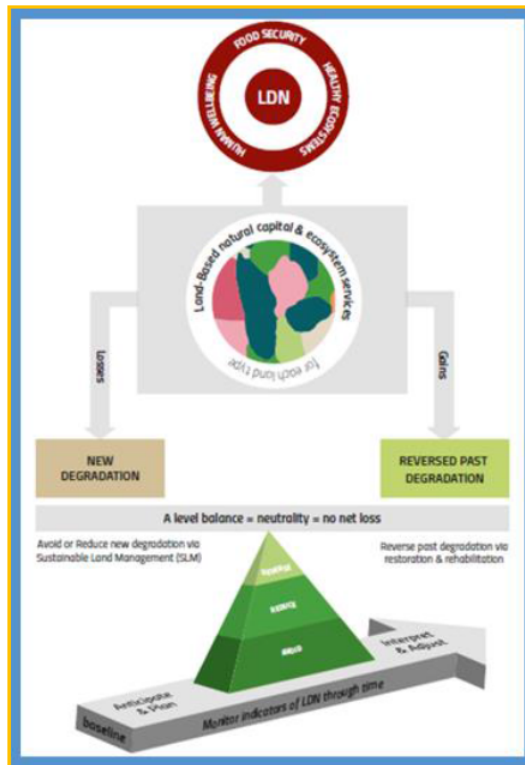 FOOD SECURITY
HUMAN WELLBEING
HEALTHY ECOSYSTEMS
LDN
Land-Based natural capital & ecosystem services
for each land type
Losses
Gains
NEW
DEGRADATION
REVERSED PAST
DEGRADATION
A level balance = neutrality = no net loss
Avoid or Reduce new degradation via
Sustainable Land Management (SLM)
Reverse past degradation via
restoration & rehabilitation
Anticipate
& Plan
Interpret
& Adjust
baseline
Monitor indicators of LDN through time